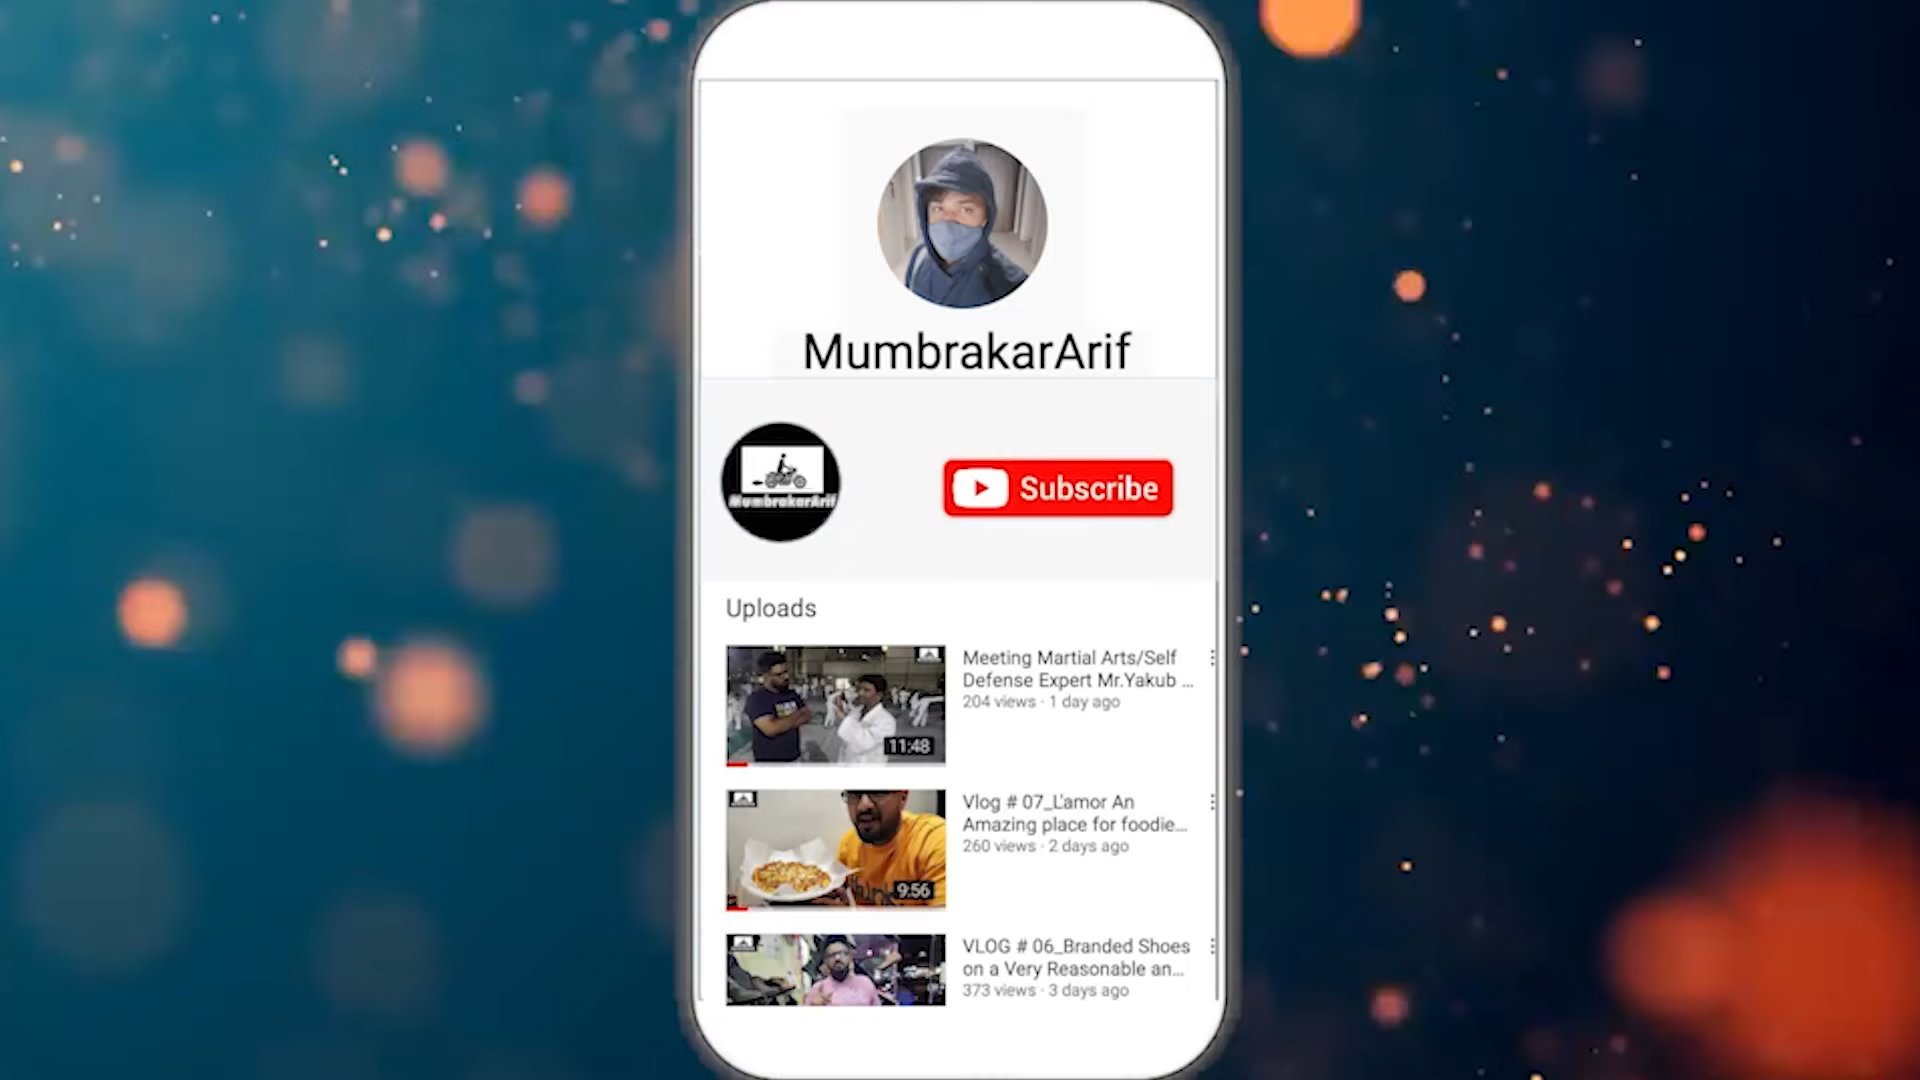 MumbrakarArif
MumbrakarArif
Subscribe
Uploads
Meeting Martial Arts/Self
Defense Expert Mr.Yakub ...
204 views · 1 day ago
11:48
Vlog # 07_L'amor An
Amazing place for foodie...
260 views · 2 days ago
9:56
VLOG # 06_Branded Shoes
on a Very Reasonable an...
373 views · 3 days ago